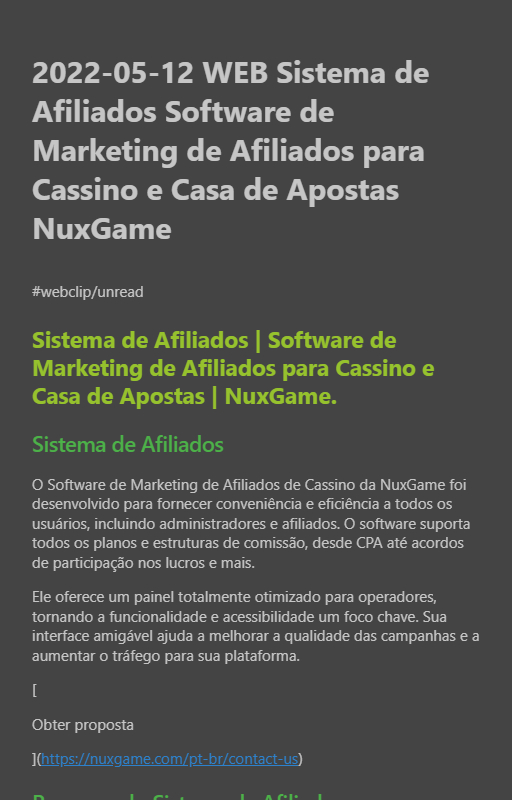 2022-05-12 WEB Sistema de
Afiliados Software de
Marketing de Afiliados para
Cassino e Casa de Apostas
NuxGame
#webclip/unread
Sistema de Afiliados | Software de
Marketing de Afiliados para Cassino e
Casa de Apostas | NuxGame.
Sistema de Afiliados
O Software de Marketing de Afiliados de Cassino da NuxGame foi
desenvolvido para fornecer conveniência e eficiência a todos os
usuários, incluindo administradores e afiliados. O software suporta
todos os planos e estruturas de comissão, desde CPA até acordos
de participação nos lucros e mais.
Ele oferece um painel totalmente otimizado para operadores,
tornando a funcionalidade e acessibilidade um foco chave. Sua
interface amigável ajuda a melhorar a qualidade das campanhas e a
aumentar o tráfego para sua plataforma.
[
Obter proposta
](https://nuxgame.com/pt-br/contact-us)